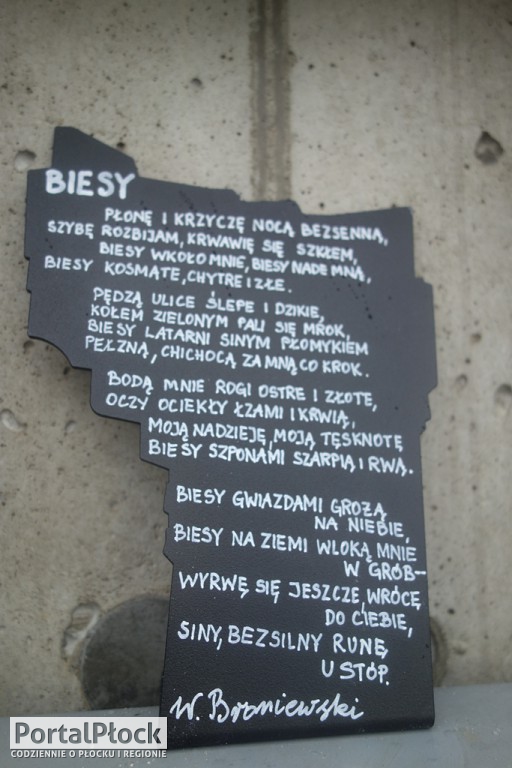 BIESY
PŁONĘ I KRZYCZĘ NOCĄ BEZSENNĄ,
SZYBĘ ROZBIJAM, KRWAWIĘ SIĘ SZKŁEM,
BIESY WKOŁO MNIE, BIESY NADE MNĄ,
BIESY KOSMATE, CHYTRE I ZŁE.
PĘDZĄ ULICE ŚLEPE I DZIKIE,
KOŁEM ZIELONYM PALI SIĘ MROK,
BIESY LATARNI SINYM PŁOMYKIEM
PEŁZNĄ, CHICHOCĄ ZA MNĄ CO KROK.
BODĄ MNIE ROGI OSTRE I ZŁOTE,
OCZY OCIEKŁY ŁZAMI I KRWIĄ,
MOJĄ NADZIEJĘ, MOJĄ TĘSKNOTĘ
BIESY SZPONAMI SZARPIĄ I RWĄ.
BIESY GWIAZDAMI GROŻĄ
NA NIEBIE,
BIESY NA ZIEMI WLOKĄ MNIE
W GRÓB—
WYRWĘ SIĘ JESZCZE, WRÓCĘ
DO CIEBIE,
SINY, BEZSILNY RUNĘ
U STÓP.
W. Broniewski
PortalPłock
CODZIENNIE O PŁOCKU I REGIONIE